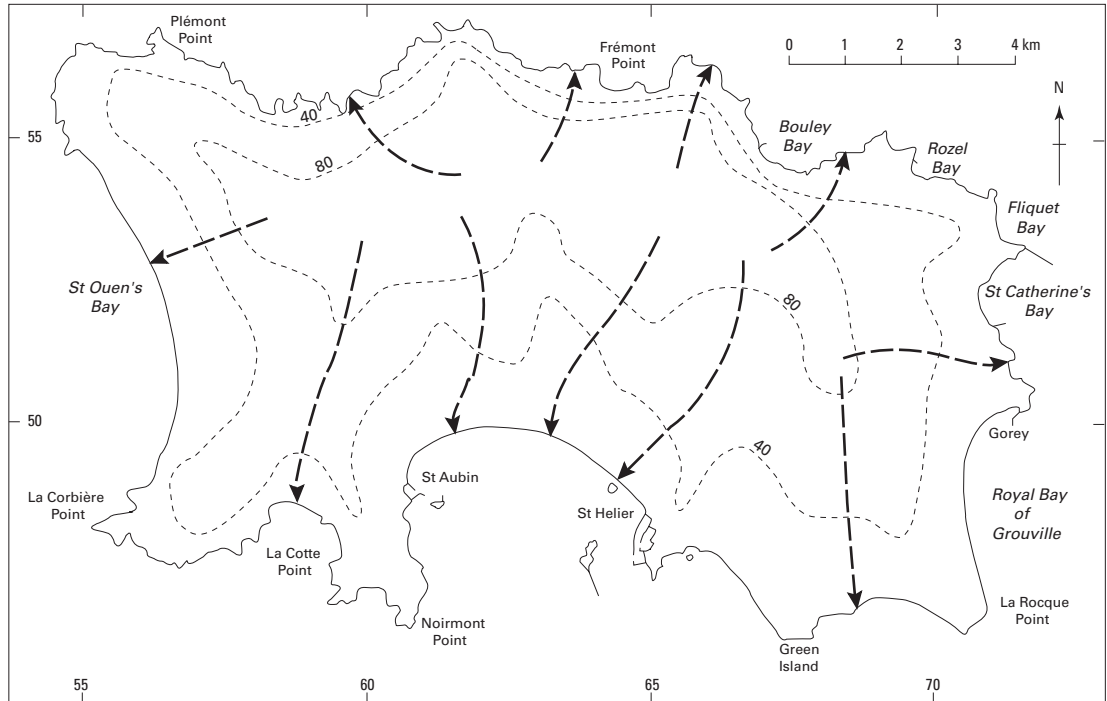 Plémont
Point
Frémont
Point
0 1 2 3 4 km
N
40
80
55
Bouley
Bay
Rozel
Bay
Fliquet
Bay
St Ouen's
Bay
St Catherine's
Bay
80
50
40
Gorey
St Aubin
La Corbière
Point
St Helier
Royal Bay
of
Grouville
La Cotte
Point
Noirmont
Point
La Rocque
Point
Green
Island
55 60 65 70